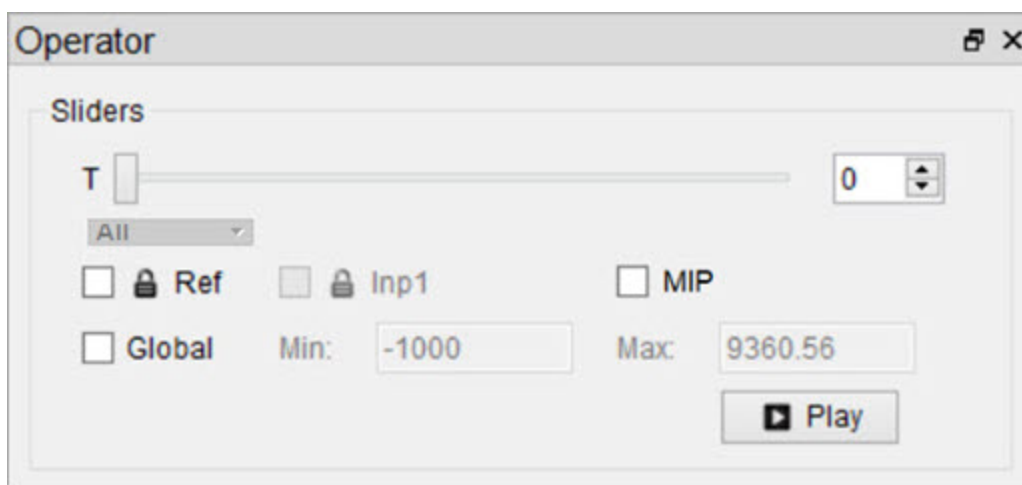 Operator
Sliders
T 0
All
Ref Inp1 MIP
Global Min: -1000 Max: 9360.56
Play